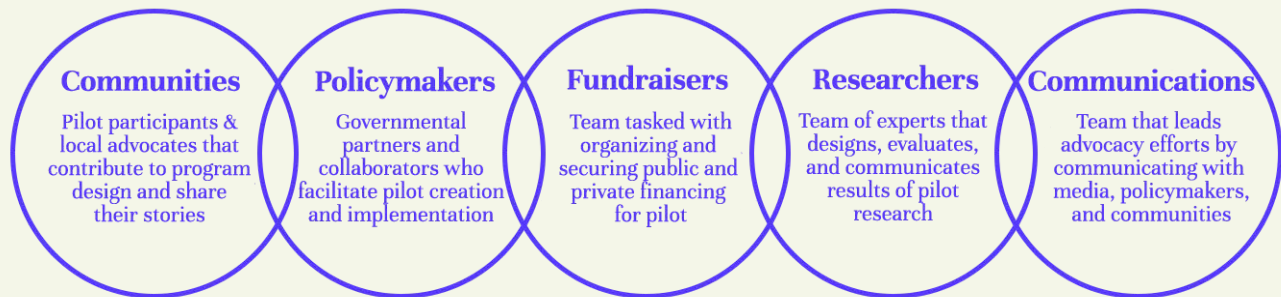 Communities
Pilot participants &
local advocates that
contribute to program
design and share
their stories
Policymakers
Governmental
partners and
collaborators who
facilitate pilot creation
and implementation
Fundraisers
Team tasked with
organizing and
securing public and
private financing
for pilot
Researchers
Team of experts that
designs, evaluates,
and communicates
results of pilot
research
Communications
Team that leads
advocacy efforts by
communicating with
media, policymakers,
and communities